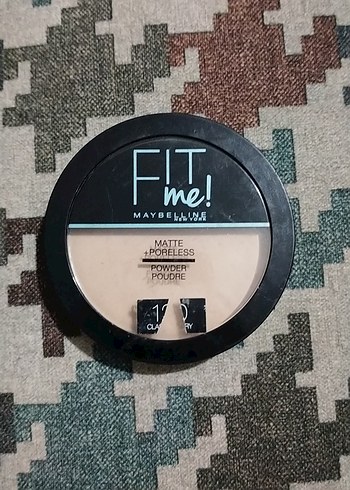 FIT
me!
MAYBELLINE
NEW YORK
MATTE
+PORELESS
POWDER
POUDRE